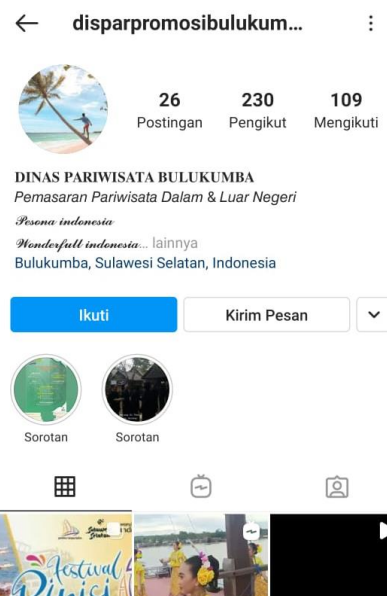 disparpromosibulukum...
26
230
109
Postingan
Pengikut
Mengikuti
DINAS PARIWISATA BULUKUMBA
Pemasaran Pariwisata Dalam & Luar Negeri
Pesona indonesia
Wonderfull indonesia... lainnya
Bulukumba, Sulawesi Selatan, Indonesia
Ikuti
Kirim Pesan
Sorotan
Sorotan
Festival
Pinisi